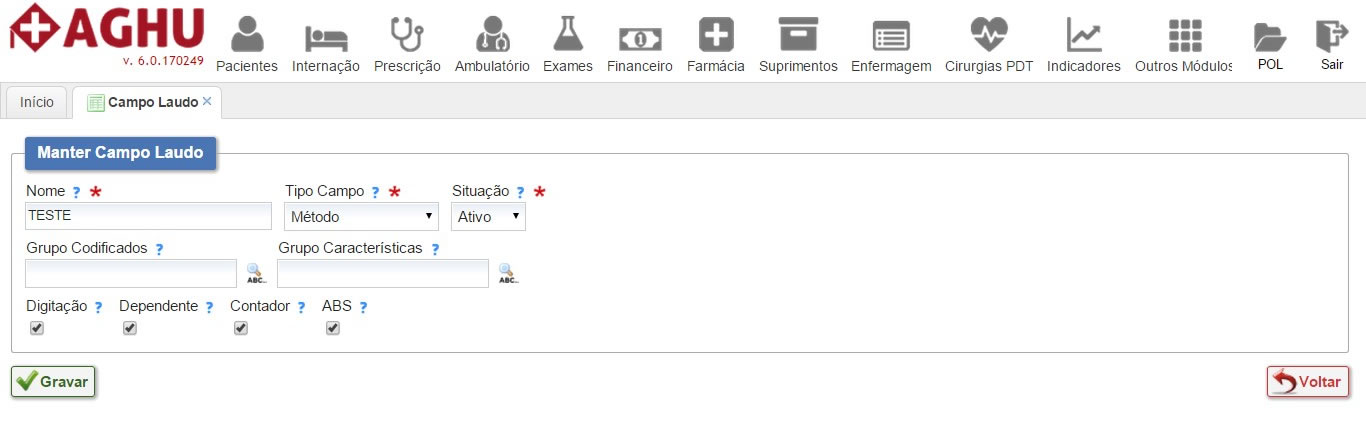 AGHU
v. 6.0.170249
Pacientes Internação Prescrição Ambulatório Exames Financeiro Farmácia Suprimentos Enfermagem Cirurgias PDT Indicadores Outros Módulos POL Sair
Início Campo Laudo ×
Manter Campo Laudo
Nome ? * Tipo Campo ? * Situação ? *
TESTE Método Ativo
Grupo Codificados ? Grupo Características ?
ABC... ABC...
Digitação ? Dependente ? Contador ? ABS ?
Gravar Voltar